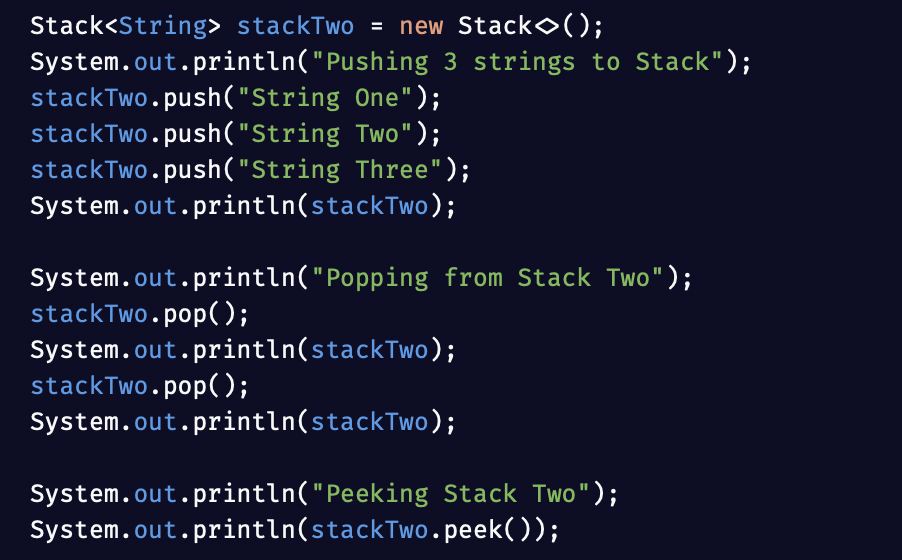 Stack<String> stackTwo = new Stack<>();
System.out.println("Pushing 3 strings to Stack");
stackTwo.push("String One");
stackTwo.push("String Two");
stackTwo.push("String Three");
System.out.println(stackTwo);
System.out.println("Popping from Stack Two");
stackTwo.pop();
System.out.println(stackTwo);
stackTwo.pop();
System.out.println(stackTwo);
System.out.println("Peeking Stack Two");
System.out.println(stackTwo.peek());